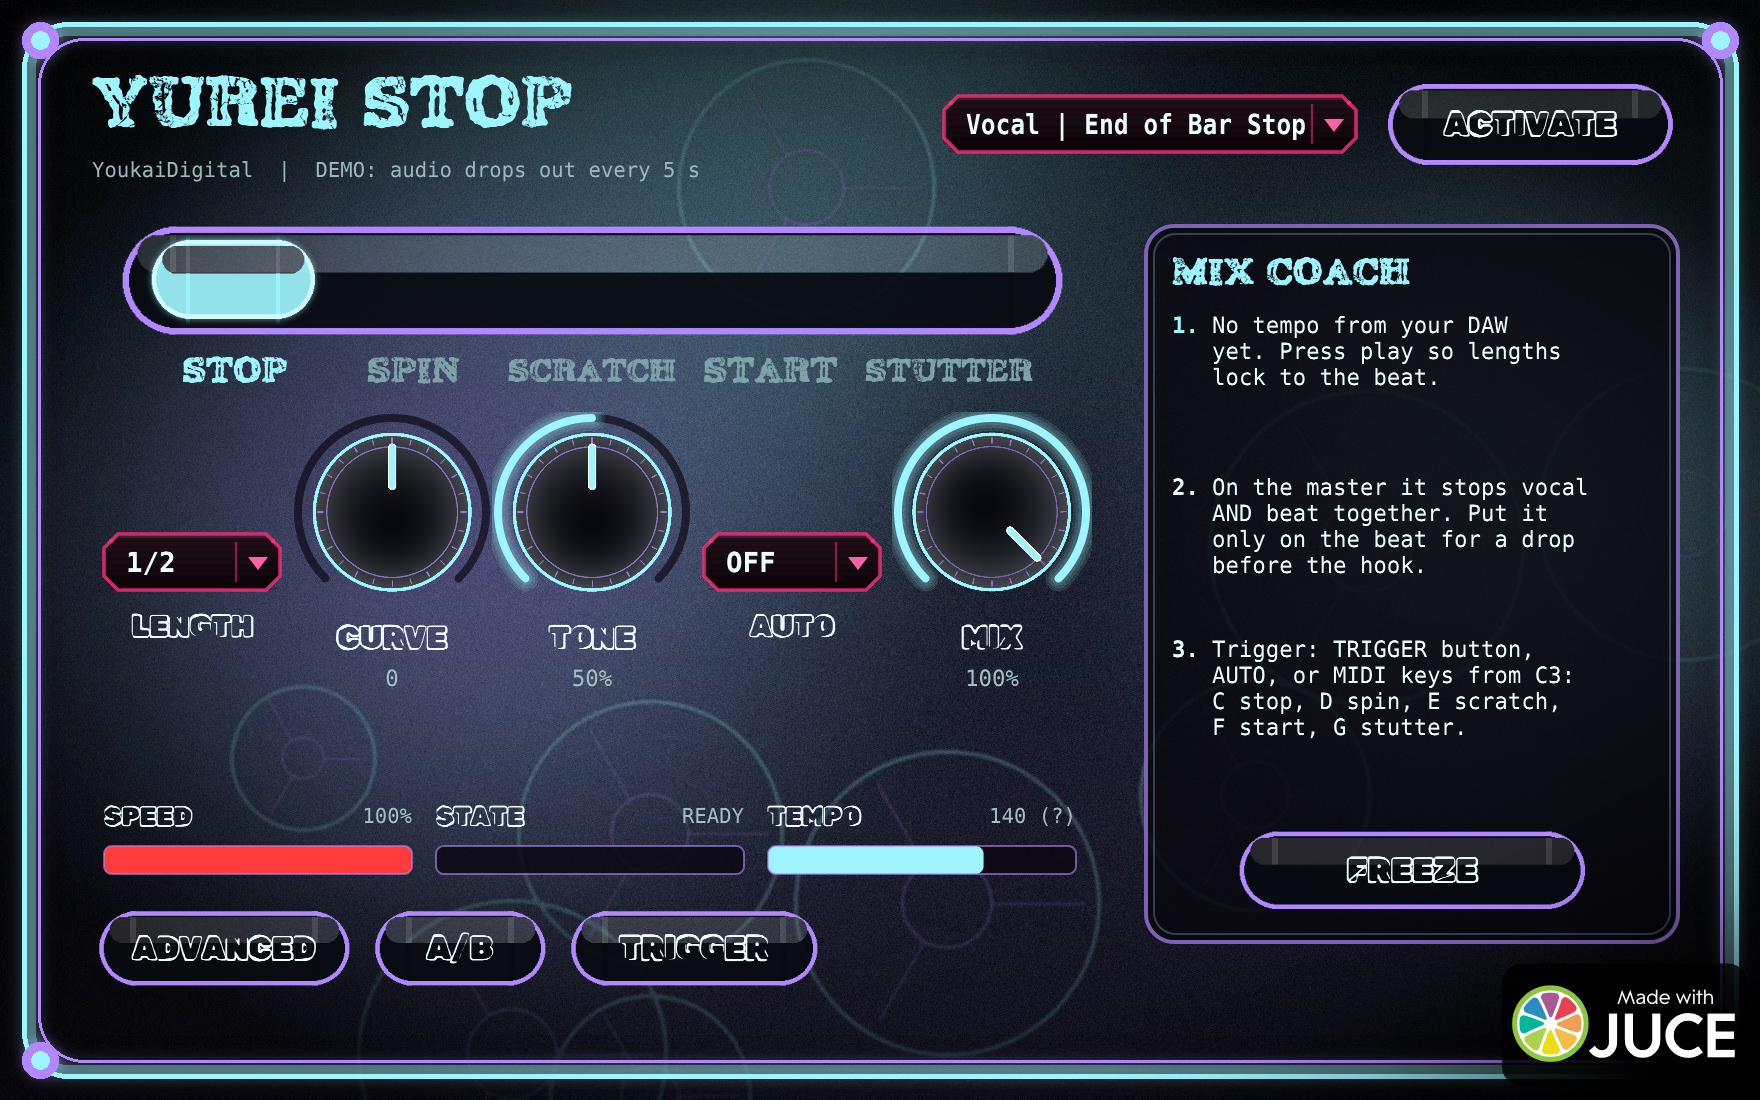 YUREI STOP
YoukaiDigital | DEMO: audio drops out every 5 s
Vocal | End of Bar Stop
ACTIVATE
STOP SPIN SCRATCH START STUTTER
1/2
LENGTH
CURVE
0
TONE
50%
OFF
AUTO
MIX
100%
SPEED 100%
STATE READY
TEMPO 140 (?)
ADVANCED
A/B
TRIGGER
MIX COACH
1. No tempo from your DAW
yet. Press play so lengths
lock to the beat.
2. On the master it stops vocal
AND beat together. Put it
only on the beat for a drop
before the hook.
3. Trigger: TRIGGER button,
AUTO, or MIDI keys from C3:
C stop, D spin, E scratch,
F start, G stutter.
FREEZE
Made with
JUCE